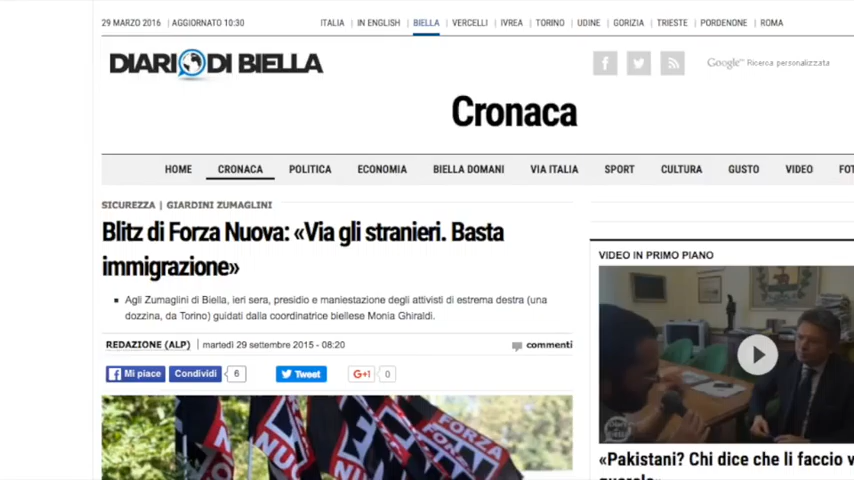 29 MARZO 2016 | AGGIORNATO 10:30
ITALIA | IN ENGLISH | BIELLA • VERCELLI • IVREA • TORINO • UDINE • GORIZIA • TRIESTE • PORDENONE • ROMA
DIARIO DI BIELLA
Google™ Ricerca personalizzata
Cronaca
HOME CRONACA POLITICA ECONOMIA BIELLA DOMANI VIA ITALIA SPORT CULTURA GUSTO VIDEO FOT
SICUREZZA | GIARDINI ZUMAGLINI
Blitz di Forza Nuova: «Via gli stranieri. Basta
immigrazione»
Agli Zumaglini di Biella, ieri sera, presidio e maniestazione degli attivisti di estrema destra (una
dozzina, da Torino) guidati dalla coordinatrice biellese Monia Ghiraldi.
REDAZIONE (ALP) | martedì 29 settembre 2015 - 08:20
commenti
Mi piace Condividi 6 Tweet G+1 0
FORZA
NUO
FORZA
VIDEO IN PRIMO PIANO
«Pakistani? Chi dice che li faccio v